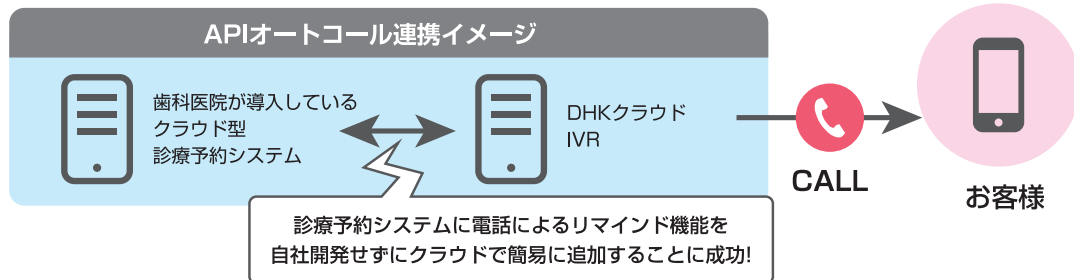 APIオートコール連携イメージ
歯科医院が導入している
クラウド型
診療予約システム
DHKクラウド
IVR
CALL
お客様
診療予約システムに電話によるリマインド機能を
自社開発せずにクラウドで簡易に追加することに成功!